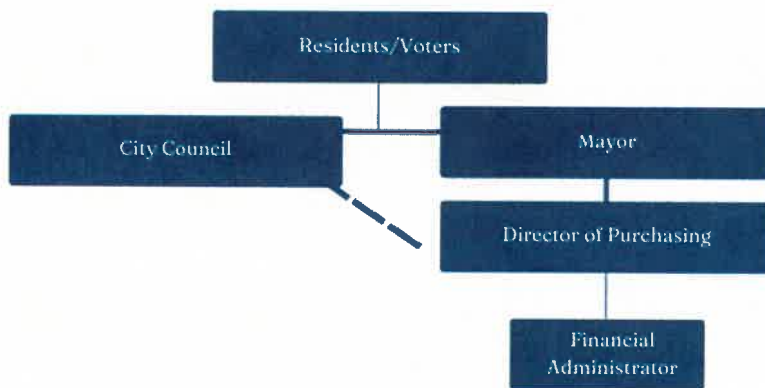 Residents/Voters
City Council
Mayor
Director of Purchasing
Financial
Administrator